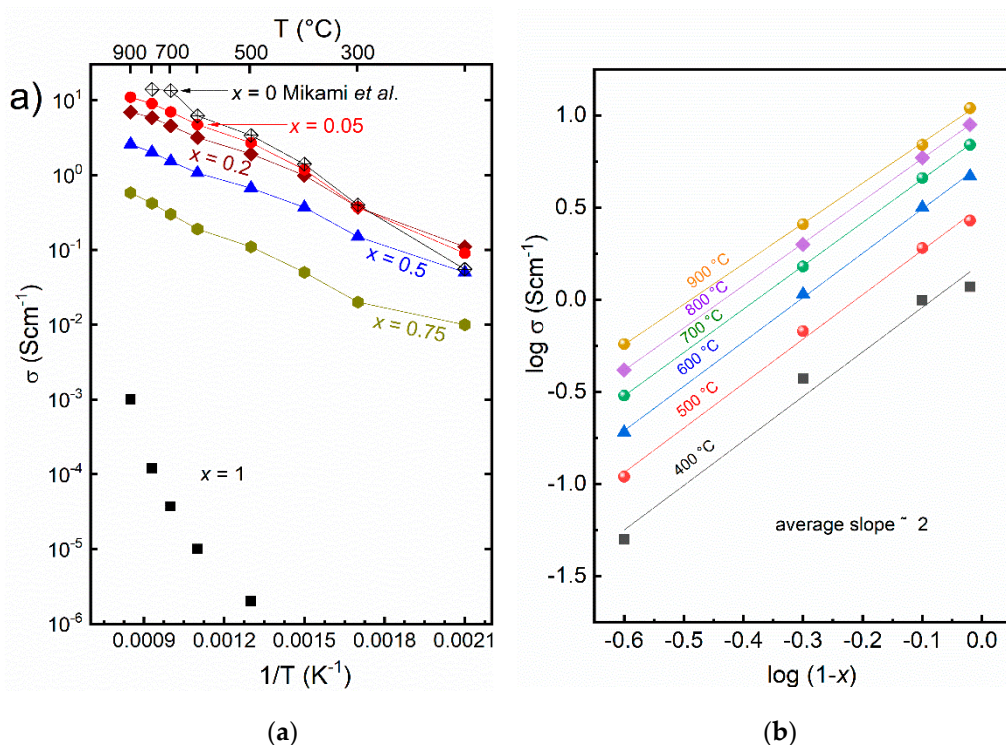 T (°C)
900 700 500 300
a)
10¹
10⁰
10⁻¹
10⁻²
10⁻³
10⁻⁴
10⁻⁵
10⁻⁶
σ (Scm⁻¹)
x = 0 Mikami et al.
x = 0.05
x = 0.2
x = 0.5
x = 0.75
x = 1
0.0009 0.0012 0.0015 0.0018 0.0021
1/T (K⁻¹)
(a)
1.0
0.5
0.0
-0.5
-1.0
-1.5
log σ (Scm⁻¹)
900 °C
800 °C
700 °C
600 °C
500 °C
400 °C
average slope ~ 2
-0.6 -0.5 -0.4 -0.3 -0.2 -0.1 0.0
log (1-x)
(b)